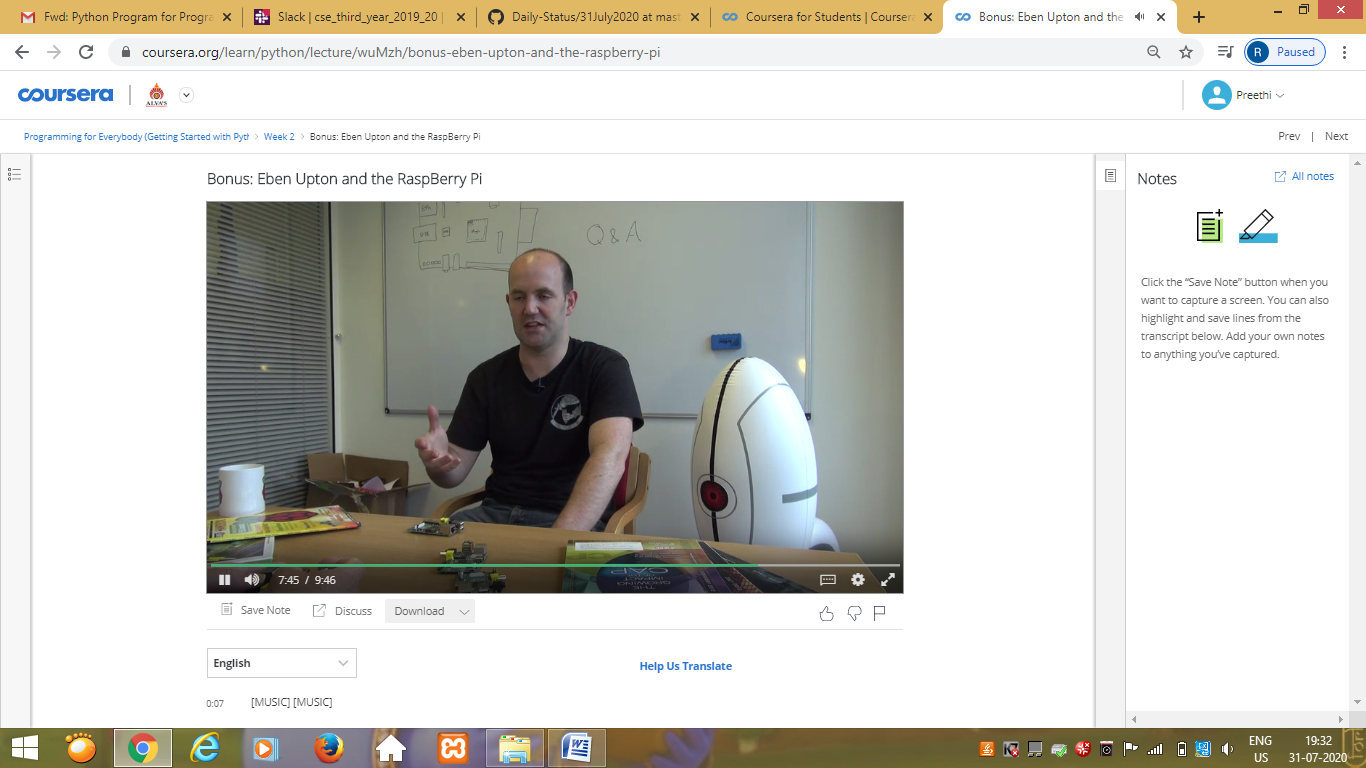 Fwd: Python Program for Progra
Slack | cse_third_year_2019_20 |
Daily-Status/31July2020 at mast
Coursera for Students | Coursera
Bonus: Eben Upton and the
coursera.org/learn/python/lecture/wuMzh/bonus-eben-upton-and-the-raspberry-pi
R
Paused
coursera
ALVA'S
Preethi
Programming for Everybody (Getting Started with Pyth
Week 2
Bonus: Eben Upton and the RaspBerry Pi
Prev | Next
Bonus: Eben Upton and the RaspBerry Pi
Q & A
7:45 / 9:46
Save Note
Discuss
Download
English
Help Us Translate
0:07 [MUSIC] [MUSIC]
Notes
All notes
Click the “Save Note” button when you
want to capture a screen. You can also
highlight and save lines from the
transcript below. Add your own notes
to anything you’ve captured.
ENG
US
19:32
31-07-2020